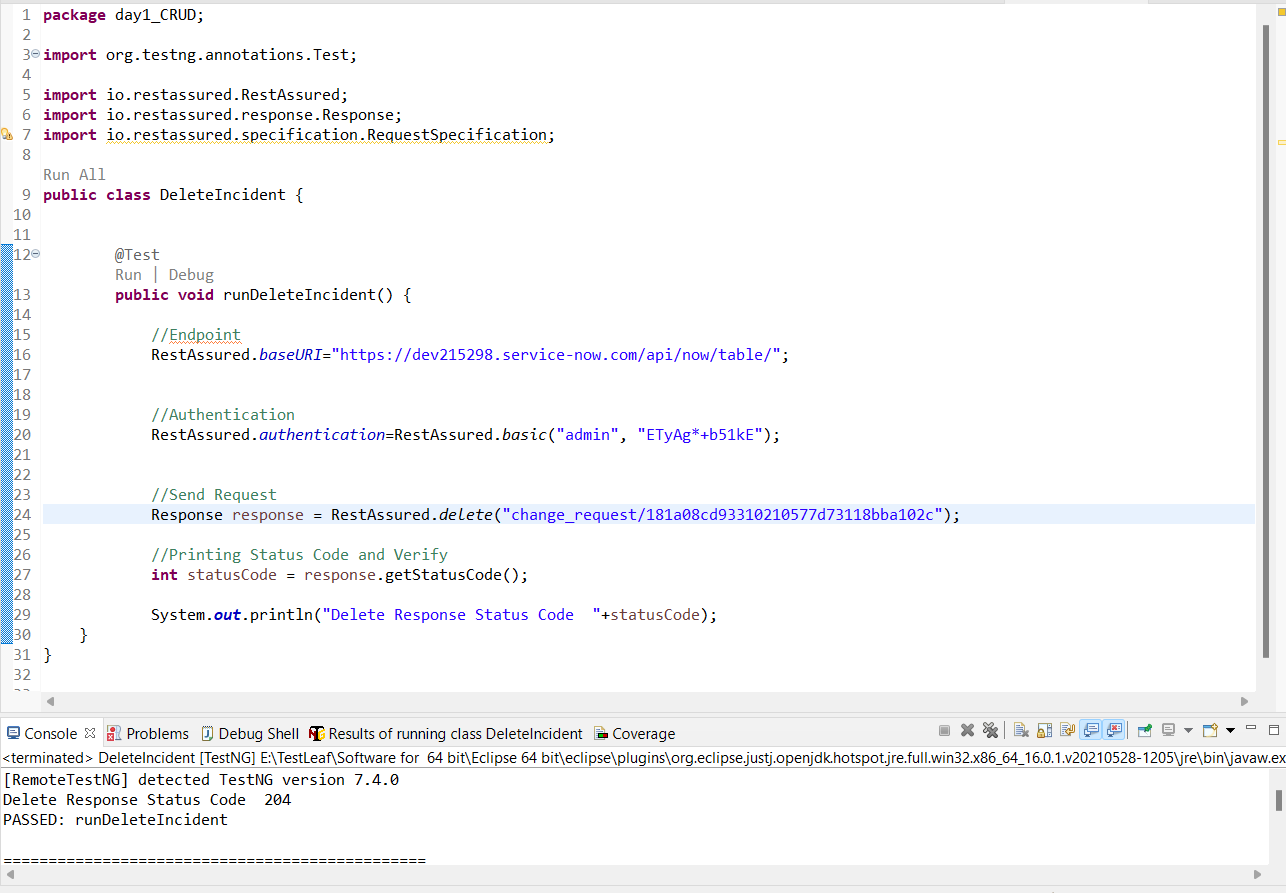 1 package day1_CRUD;
2
3 import org.testng.annotations.Test;
4
5 import io.restassured.RestAssured;
6 import io.restassured.response.Response;
7 import io.restassured.specification.RequestSpecification;
8
Run All
9 public class DeleteIncident {
10
11
12 @Test
Run | Debug
13 public void runDeleteIncident() {
14
15 //Endpoint
16 RestAssured.baseURI="https://dev215298.service-now.com/api/now/table/";
17
18
19 //Authentication
20 RestAssured.authentication=RestAssured.basic("admin", "ETyAg*+b51kE");
21
22
23 //Send Request
24 Response response = RestAssured.delete("change_request/181a08cd93310210577d73118bba102c");
25
26 //Printing Status Code and Verify
27 int statusCode = response.getStatusCode();
28
29 System.out.println("Delete Response Status Code  "+statusCode);
30 }
31 }
32
Console Problems Debug Shell Results of running class DeleteIncident Coverage
<terminated> DeleteIncident [TestNG] E:\TestLeaf\Software for 64 bit\Eclipse 64 bit\eclipse\plugins\org.eclipse.justj.openjdk.hotspot.jre.full.win32.x86_64_16.0.1.v20210528-1205\jre\bin\javaw.ex
[RemoteTestNG] detected TestNG version 7.4.0
Delete Response Status Code  204
PASSED: runDeleteIncident
===============================================